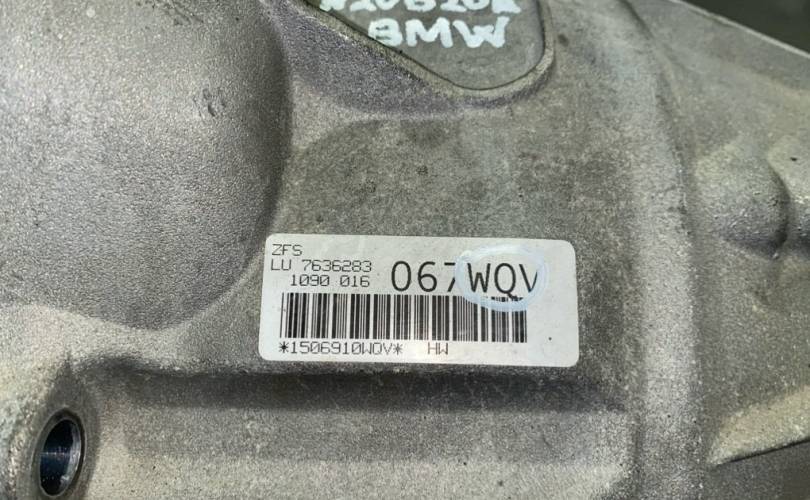 BMW
ZFS
LU 7636283
1090 016
067WQV
*1506910WOV* HW